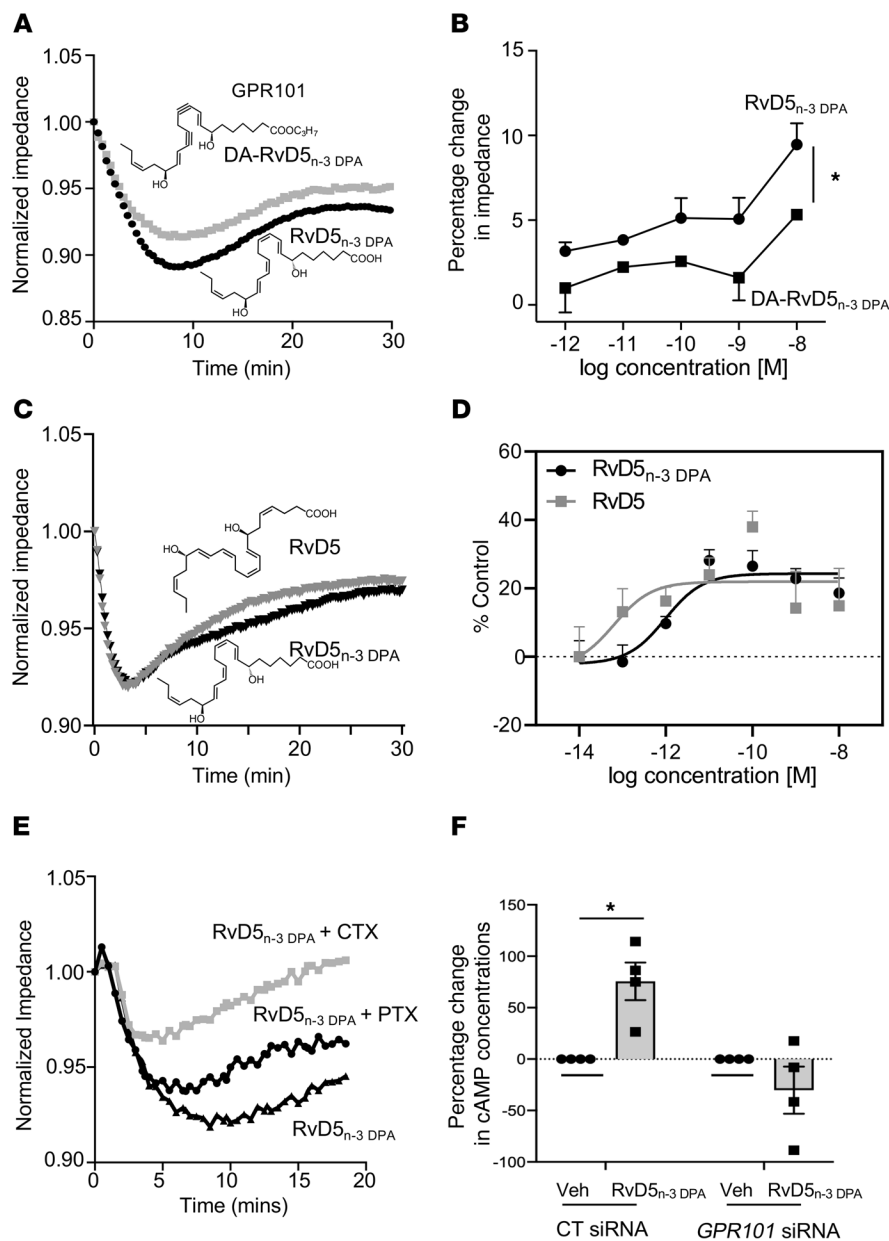 A
Normalized impedance
1.05
1.00
0.95
0.90
0.85
GPR101
COOC3H7
OH
OH
DA-RvD5n-3 DPA
RvD5n-3 DPA
COOH
OH
OH
0
10
20
30
Time (min)
B
Percentage change
in impedance
15
10
5
0
RvD5n-3 DPA
*
DA-RvD5n-3 DPA
-12
-11
-10
-9
-8
log concentration [M]
C
Normalized impedance
1.05
1.00
0.95
0.90
COOH
HO
HO
RvD5
RvD5n-3 DPA
COOH
OH
HO
0
10
20
30
Time (min)
D
% Control
60
40
20
0
-20
RvD5n-3 DPA
RvD5
-14
-12
-10
-8
log concentration [M]
E
Normalized Impedance
1.05
1.00
0.95
0.90
RvD5n-3 DPA + CTX
RvD5n-3 DPA + PTX
RvD5n-3 DPA
0
5
10
15
20
Time (mins)
F
Percentage change
in cAMP concentrations
150
100
50
0
-50
-100
*
Veh RvD5n-3 DPA Veh RvD5n-3 DPA
CT siRNA GPR101 siRNA